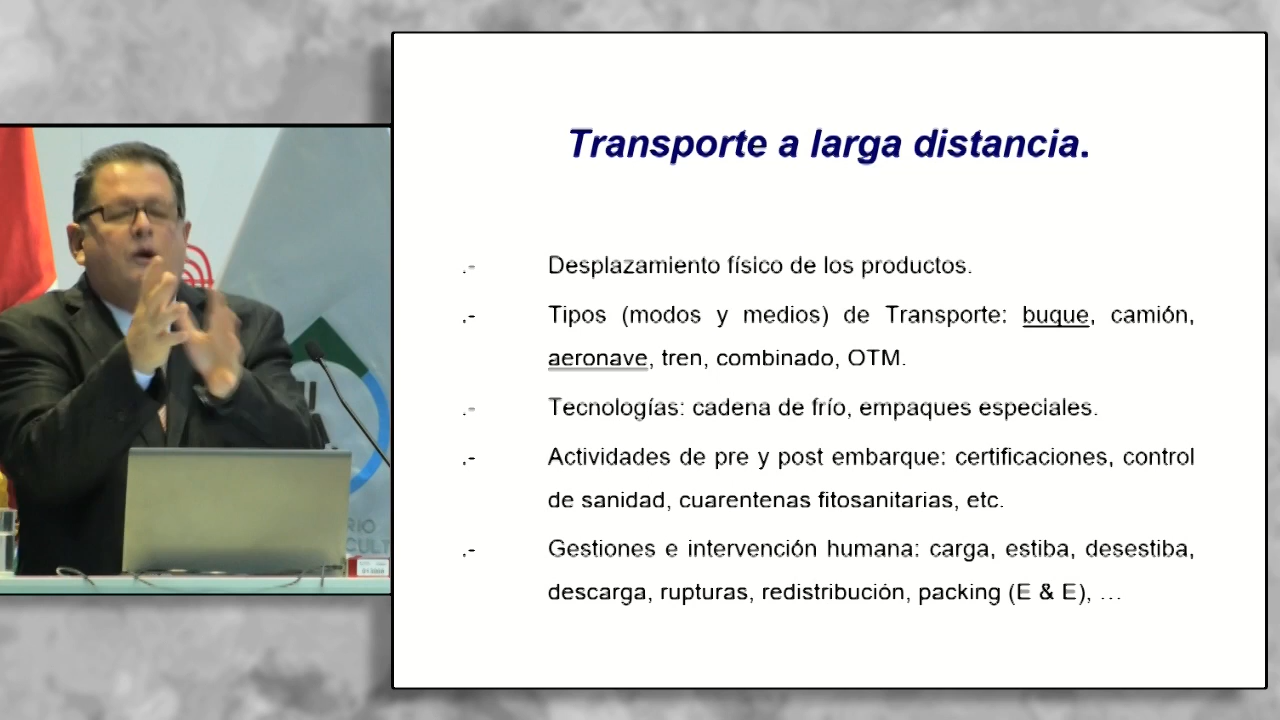 Transporte a larga distancia.
.- Desplazamiento físico de los productos.
.- Tipos (modos y medios) de Transporte: buque, camión,
aeronave, tren, combinado, OTM.
.- Tecnologías: cadena de frío, empaques especiales.
.- Actividades de pre y post embarque: certificaciones, control
de sanidad, cuarentenas fitosanitarias, etc.
.- Gestiones e intervención humana: carga, estiba, desestiba,
descarga, rupturas, redistribución, packing (E & E), …